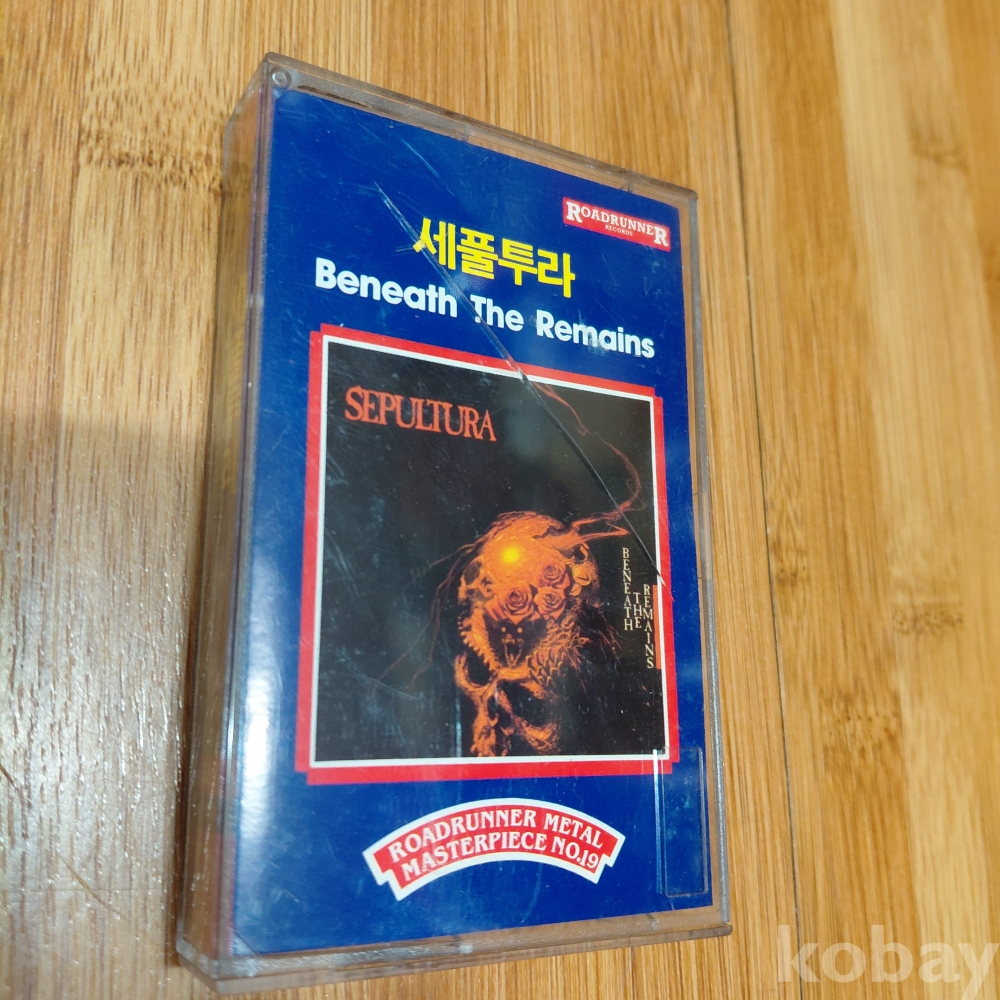 ROADRUNNER
RECORDS
세풀투라
Beneath The Remains
SEPULTURA
BENEATH
THE
REMAINS
ROADRUNNER METAL
MASTERPIECE NO.19
kobay